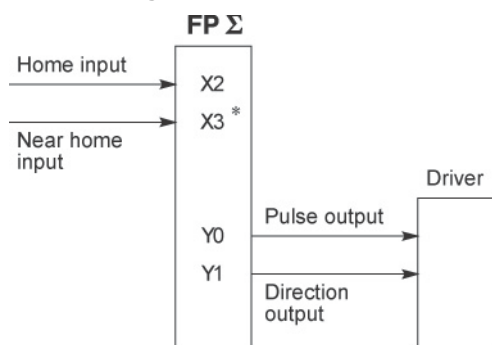 FP Σ
Home input
X2
X3 *
Near home
input
Driver
Pulse output
Y0
Y1
Direction
output